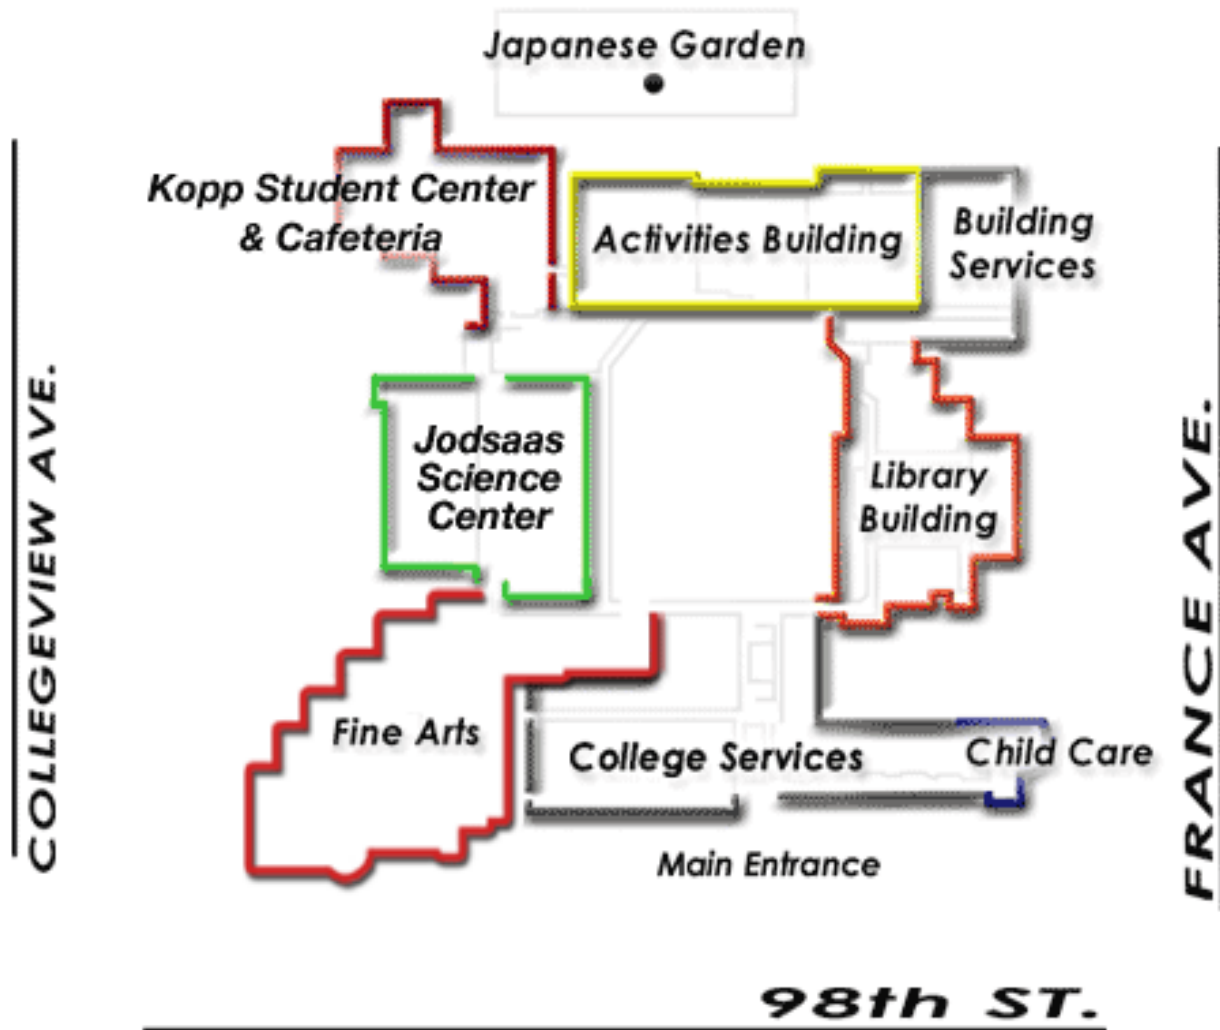 Japanese Garden
Kopp Student Center
& Cafeteria
Activities Building
Building
Services
Jodsaas
Science
Center
Library
Building
COLLEGEVIEW AVE.
FRANCE AVE.
Fine Arts
College Services
Child Care
Main Entrance
98th ST.